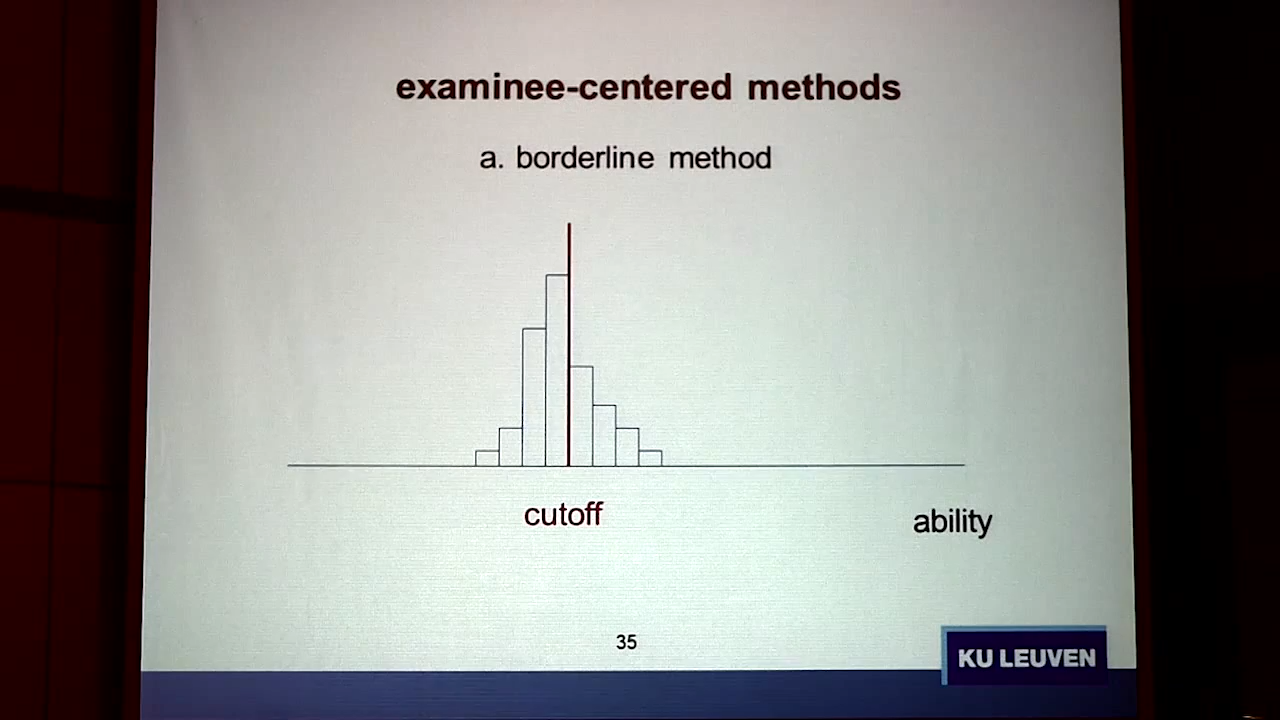 examinee-centered methods
a. borderline method
cutoff
ability
35
KU LEUVEN